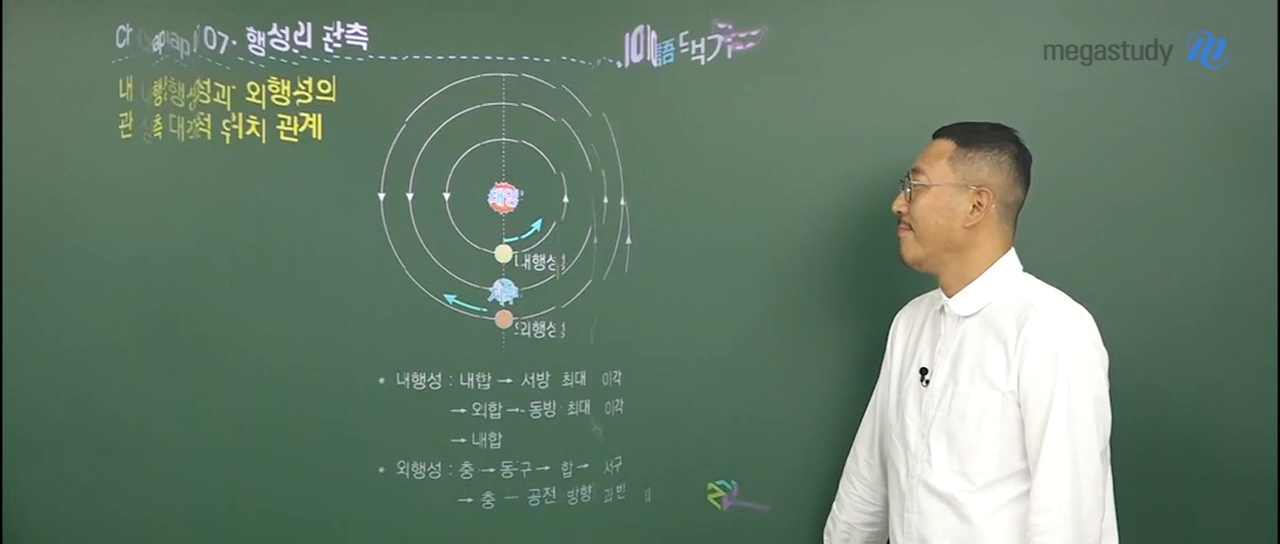 07. 행성의 관측
megastudy
내행성과 외행성의
관측 대적 위치 관계
태양
내행성
지구
외행성
* 내행성 : 내합 → 서방 최대 이각
→ 외합 → 동방 최대 이각
→ 내합
* 외행성 : 충 → 동구 → 합 → 서구
→ 충 — 공전 방향